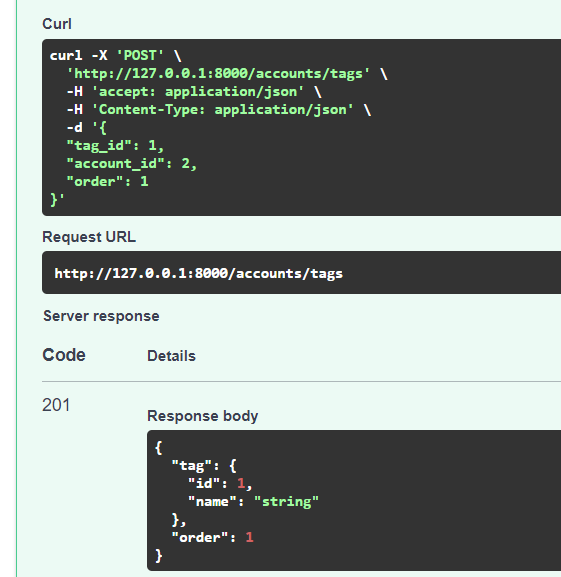 Curl
curl -X 'POST' \
  'http://127.0.0.1:8000/accounts/tags' \
  -H 'accept: application/json' \
  -H 'Content-Type: application/json' \
  -d '{
  "tag_id": 1,
  "account_id": 2,
  "order": 1
}'
Request URL
http://127.0.0.1:8000/accounts/tags
Server response
Code Details
201
Response body
{
  "tag": {
    "id": 1,
    "name": "string"
  },
  "order": 1
}